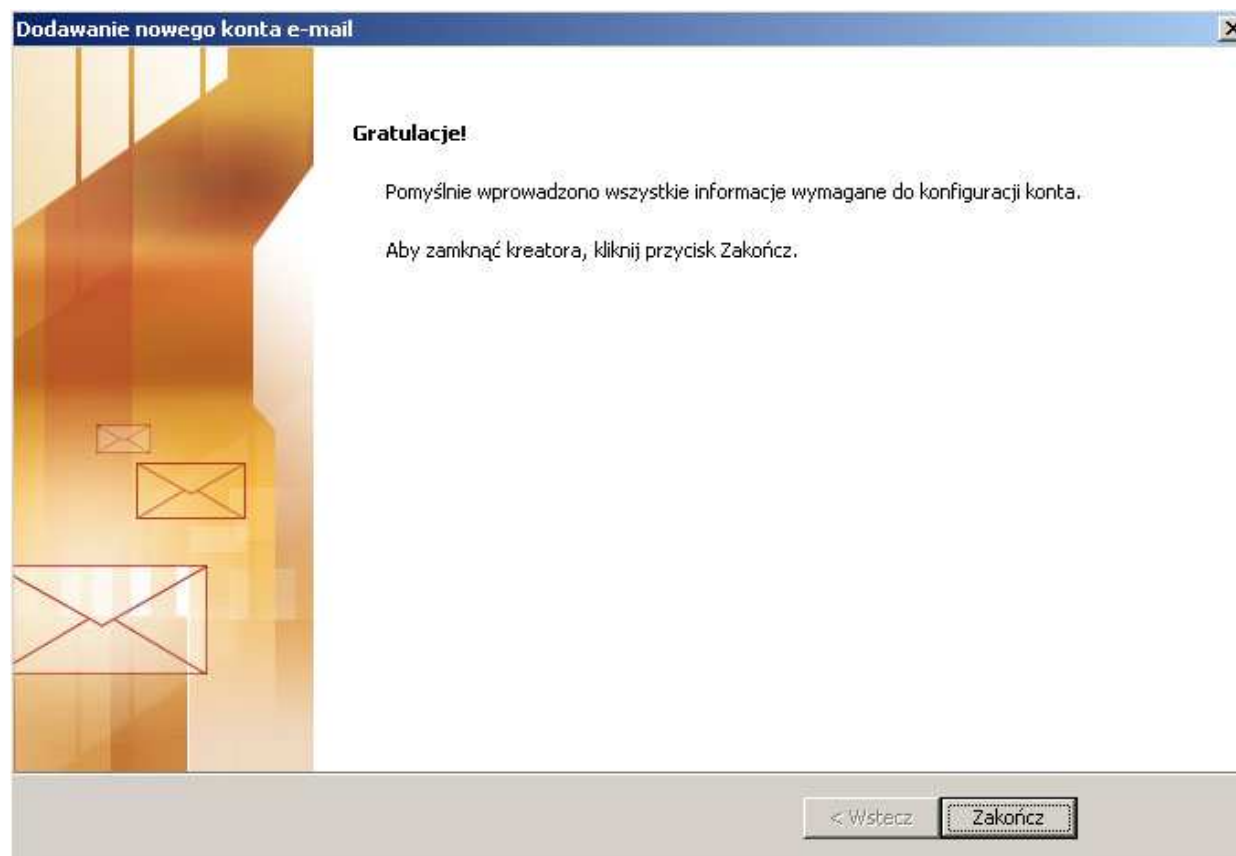 Dodawanie nowego konta e-mail
Gratulacje!
Pomyślnie wprowadzono wszystkie informacje wymagane do konfiguracji konta.
Aby zamknąć kreatora, kliknij przycisk Zakończ.
< Wstecz
Zakończ